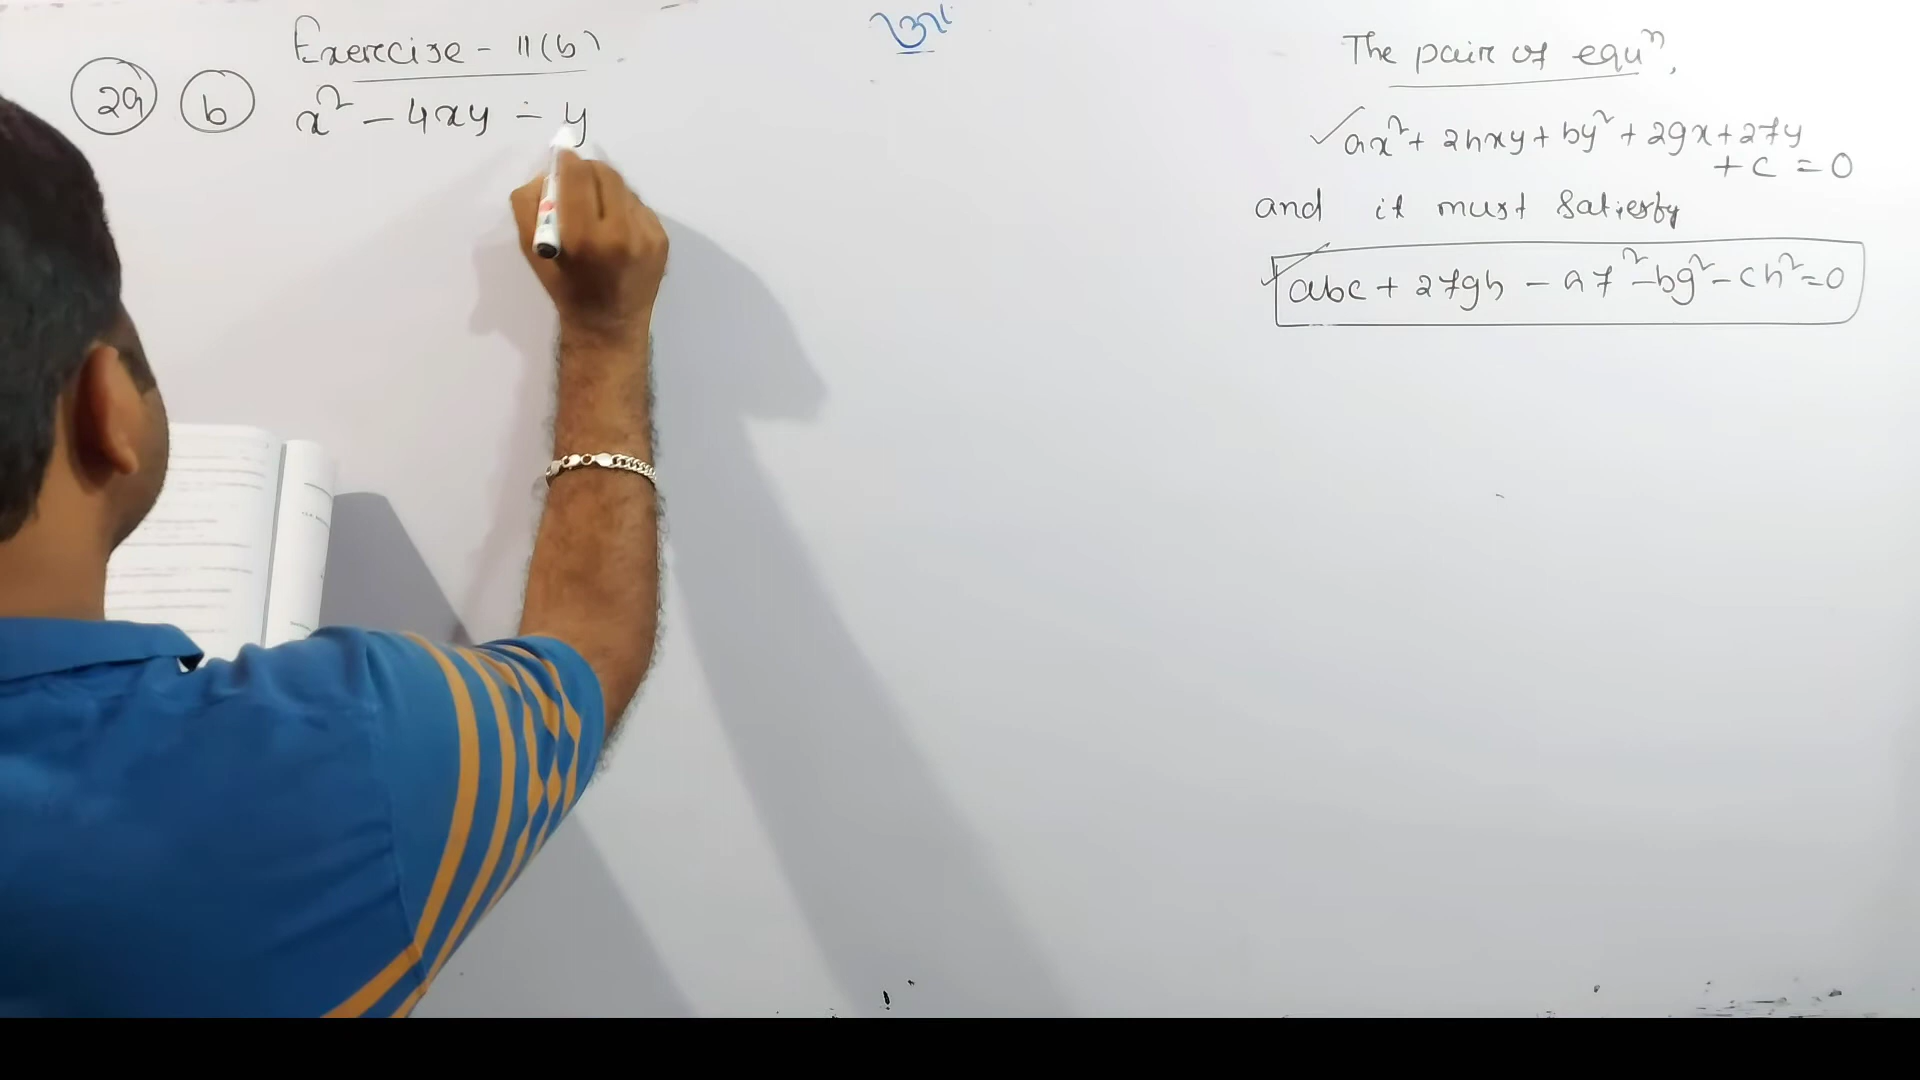 Exercise - 11(b)
29 b x² - 4xy - y
The pair of equⁿ,
✓ax² + 2hxy + by² + 2gx + 2fy
+ c = 0
and it must satisfy
abc + 2fgh - af² - bg² - ch² = 0